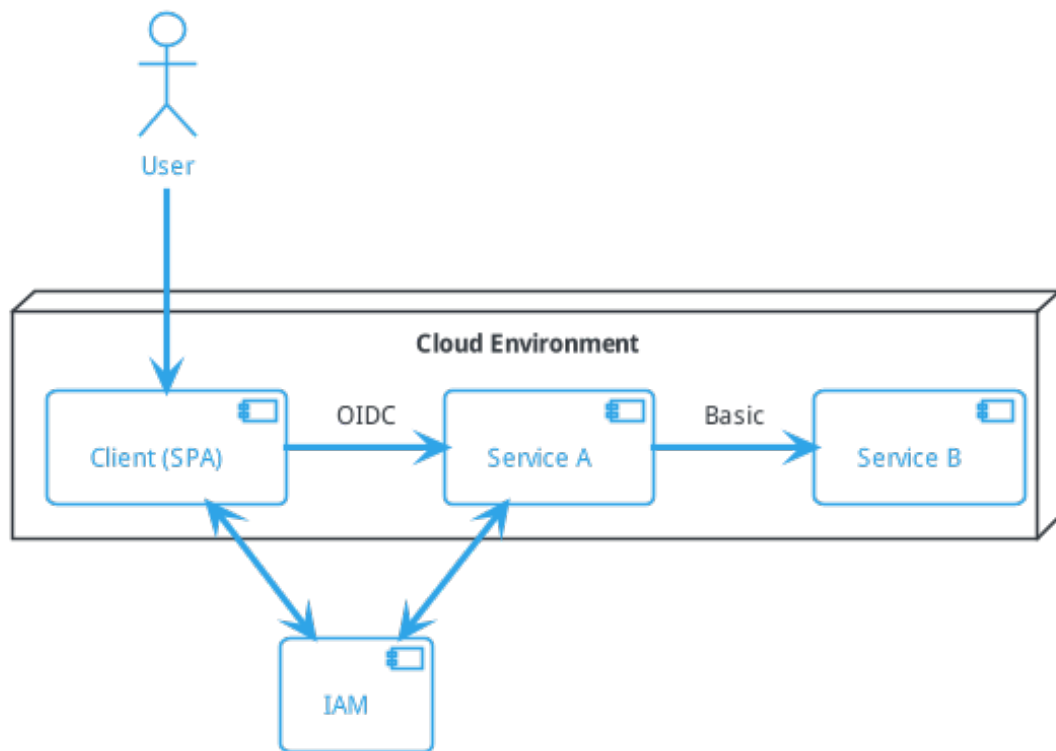 User
Cloud Environment
Client (SPA)
OIDC
Service A
Basic
Service B
IAM